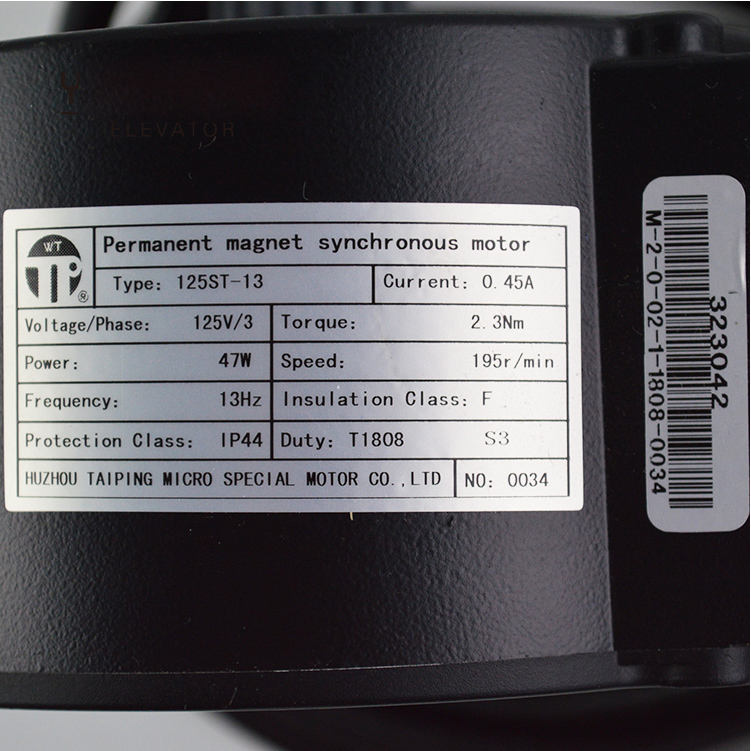 ELEVATOR
WT
TP®
Permanent magnet synchronous motor
Type: 125ST-13 Current: 0.45A
Voltage/Phase: 125V/3 Torque: 2.3Nm
Power: 47W Speed: 195r/min
Frequency: 13Hz Insulation Class: F
Protection Class: IP44 Duty: T1808 S3
HUZHOU TAIPING MICRO SPECIAL MOTOR CO.,LTD NO: 0034
323042
M-2-0-02-1-1808-0034